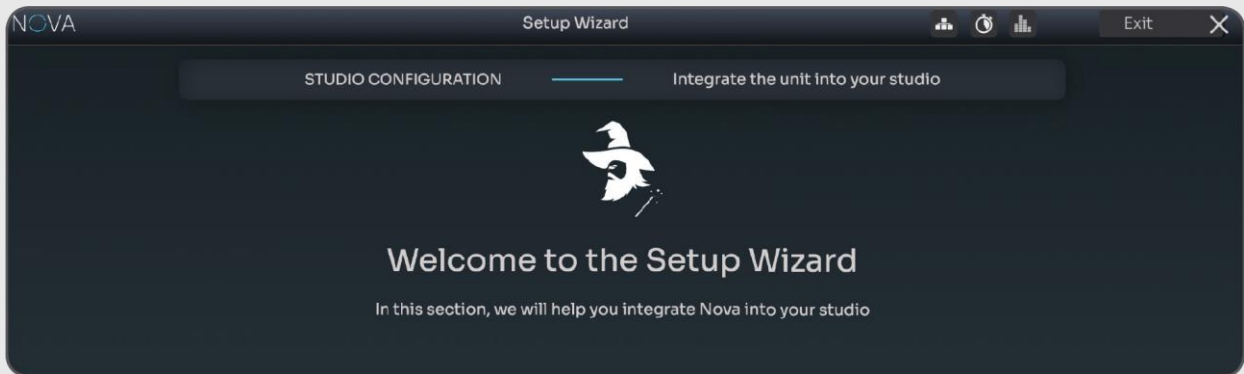 NOVA
Setup Wizard
Exit
STUDIO CONFIGURATION
Integrate the unit into your studio
Welcome to the Setup Wizard
In this section, we will help you integrate Nova into your studio